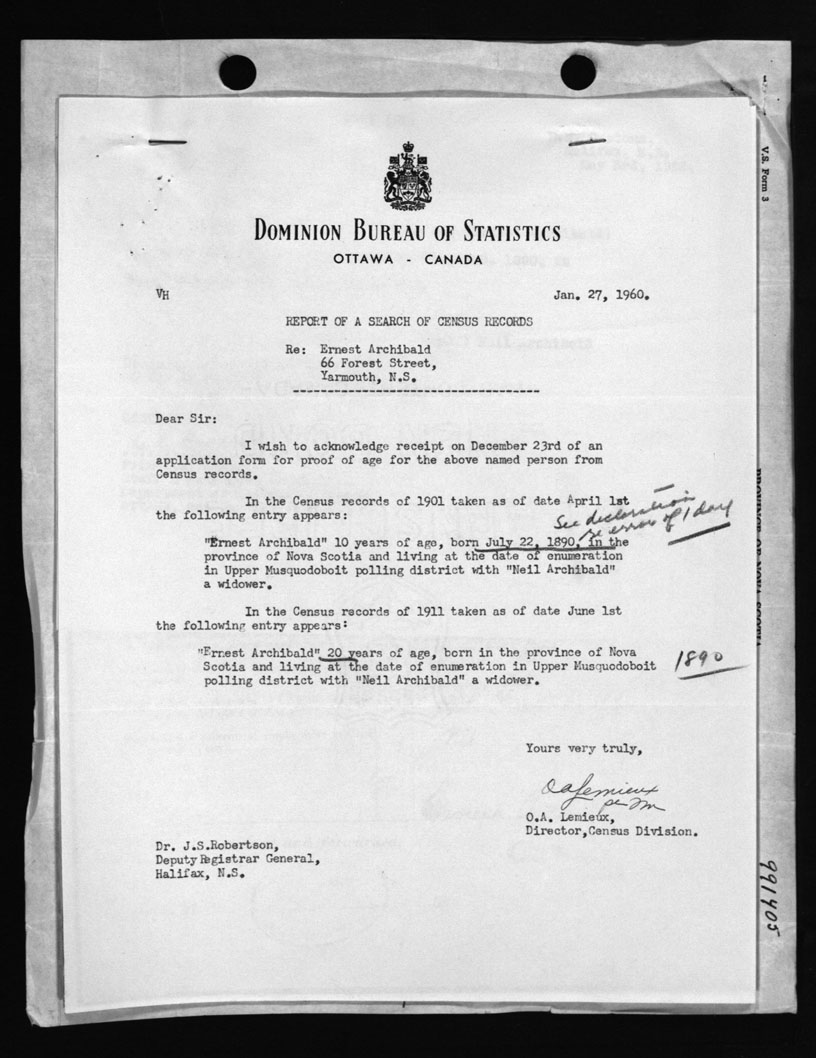 DOMINION BUREAU OF STATISTICS
OTTAWA - CANADA
VH
Jan. 27, 1960.
REPORT OF A SEARCH OF CENSUS RECORDS
Re: Ernest Archibald
66 Forest Street,
Yarmouth, N.S.
Dear Sir:
I wish to acknowledge receipt on December 23rd of an
application form for proof of age for the above named person from
Census records.
In the Census records of 1901 taken as of date April 1st
the following entry appears:
See declaration
re error of 1 day
"Ernest Archibald" 10 years of age, born July 22, 1890, in the
province of Nova Scotia and living at the date of enumeration
in Upper Musquodoboit polling district with "Neil Archibald"
a widower.
In the Census records of 1911 taken as of date June 1st
the following entry appears:
"Ernest Archibald" 20 years of age, born in the province of Nova
Scotia and living at the date of enumeration in Upper Musquodoboit
polling district with "Neil Archibald" a widower.
1890
Yours very truly,
OALemieux
per
O.A. Lemieux,
Director,Census Division.
Dr. J.S.Robertson,
Deputy Registrar General,
Halifax, N.S.
V.S. Form 3
991405